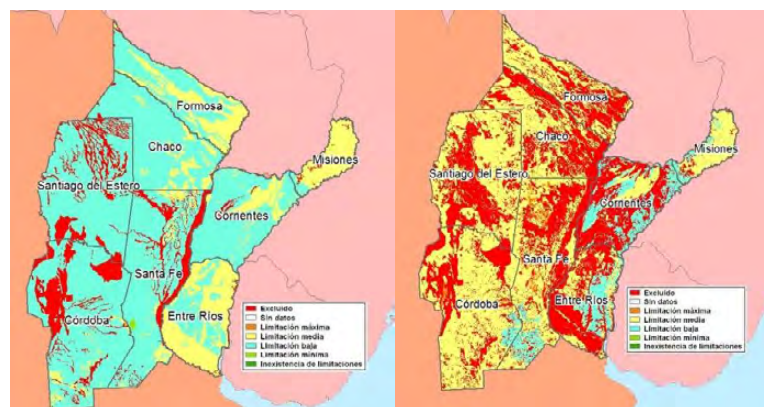 Formosa
Chaco
Misiones
Santiago del Estero
Corrientes
Santa Fe
Entre Ríos
Córdoba
Excluido
Sin datos
Limitación máxima
Limitación media
Limitación baja
Limitación mínima
Inexistencia de limitaciones
Formosa
Chaco
Misiones
Santiago del Estero
Corrientes
Santa Fe
Entre Ríos
Córdoba
Excluido
Sin datos
Limitación máxima
Limitación media
Limitación baja
Limitación mínima
Inexistencia de limitaciones